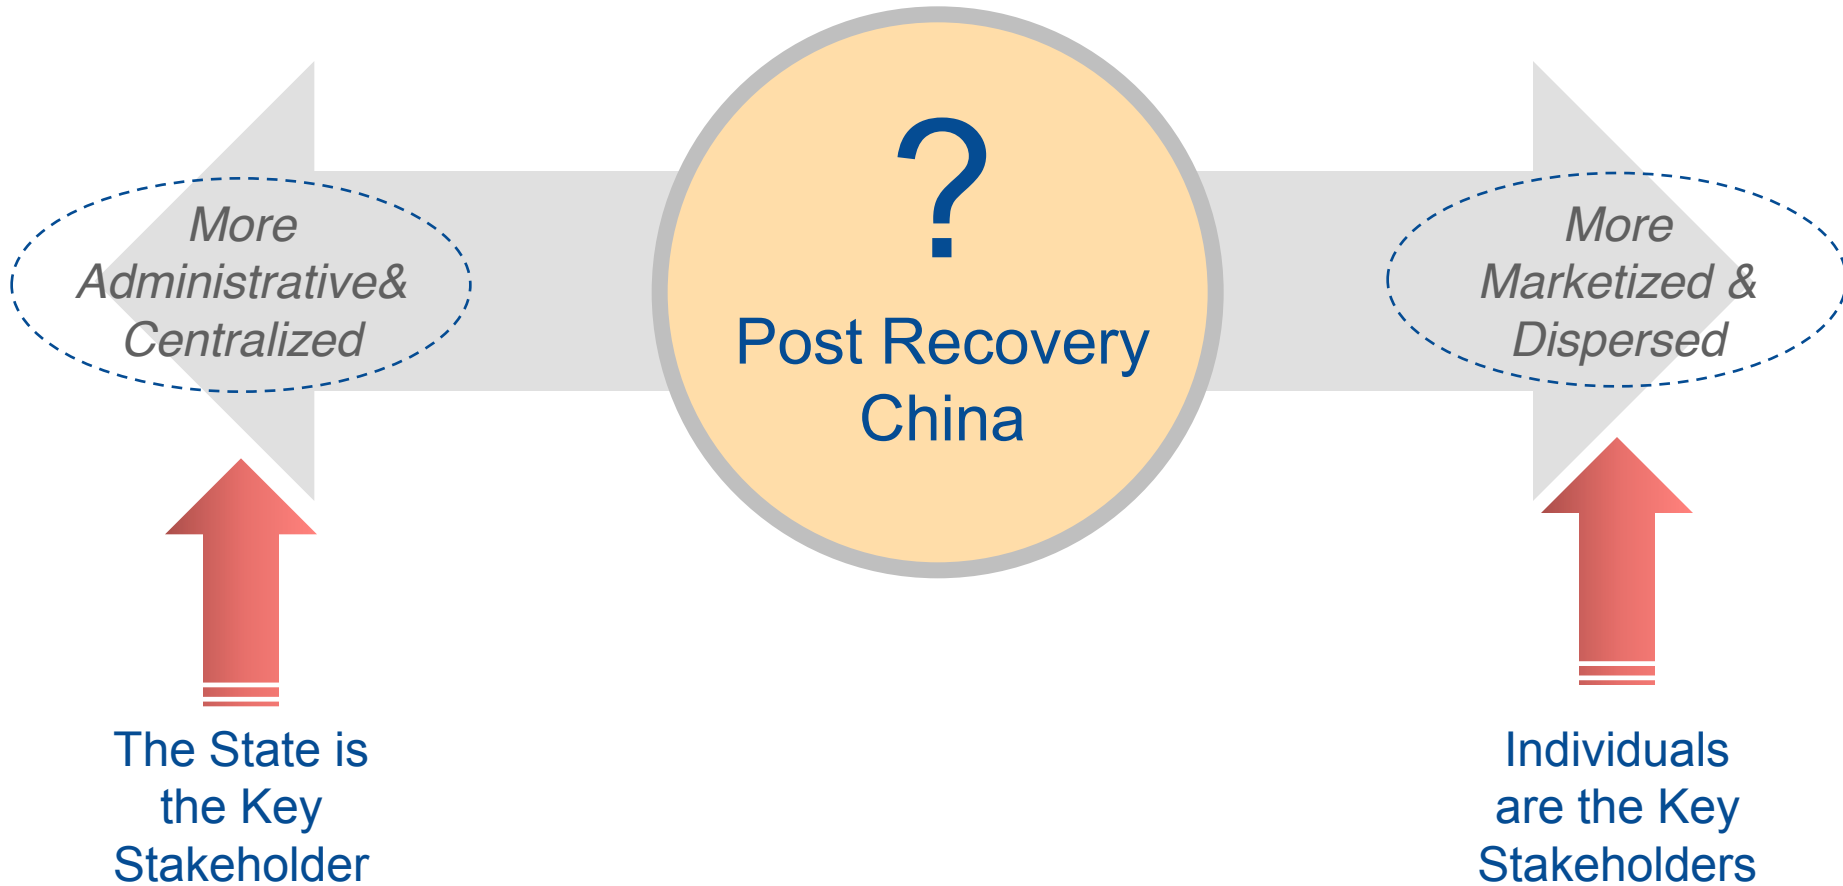 More
Administrative&
Centralized
?
Post Recovery
China
More
Marketized &
Dispersed
The State is
the Key
Stakeholder
Individuals
are the Key
Stakeholders